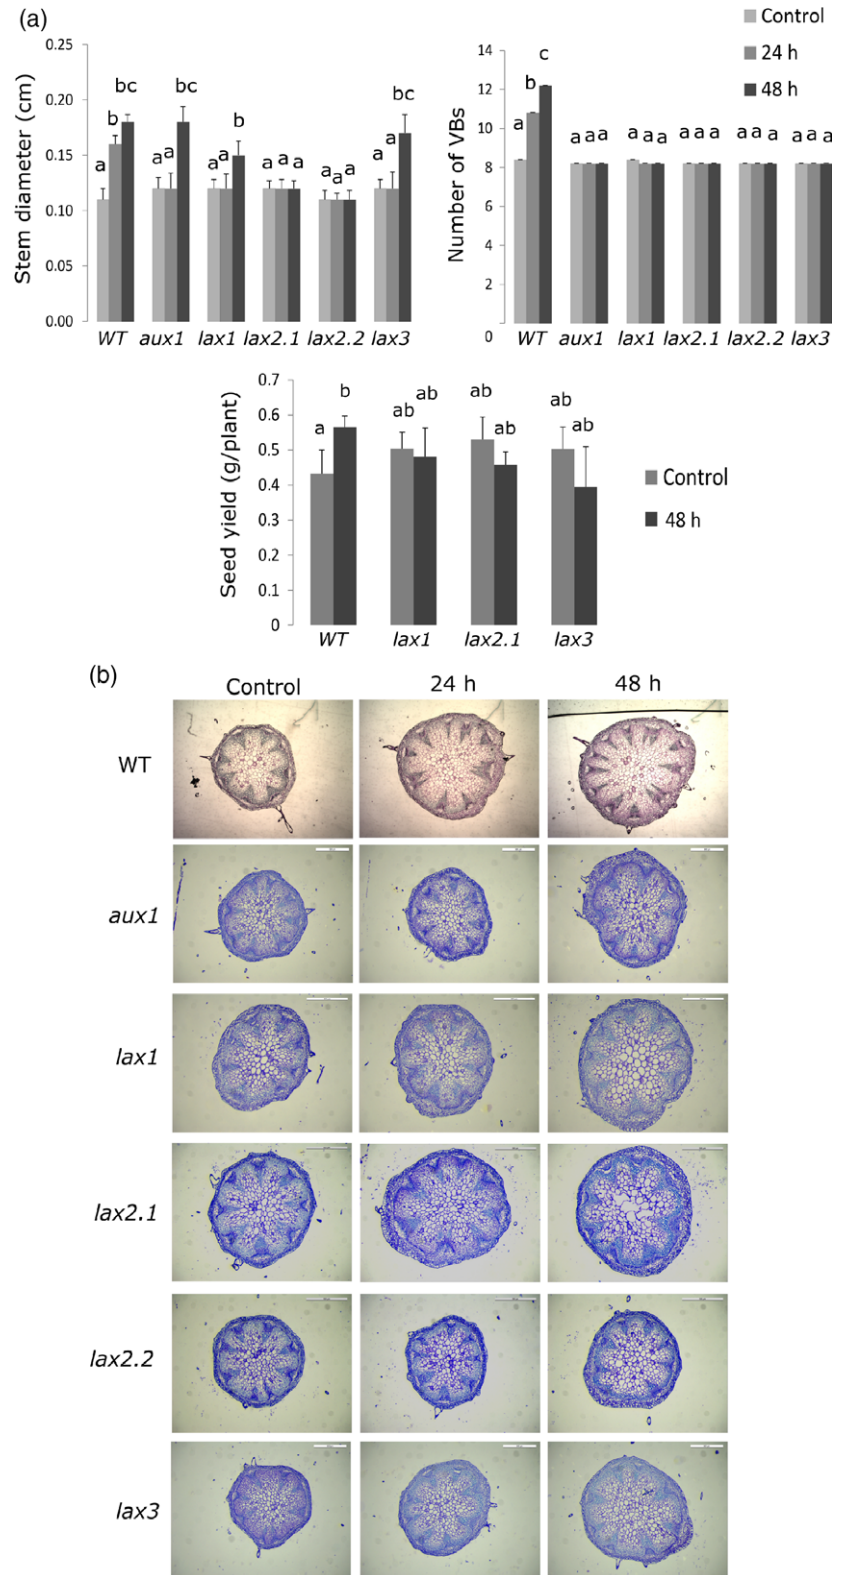 (a)
Control
24 h
48 h
Stem diameter (cm)
0.25
0.20
0.15
0.10
0.05
0.00
a b bc
a a bc
a a b
a a a
a a a
a a bc
WT aux1 lax1 lax2.1 lax2.2 lax3
Number of VBs
14
12
10
8
6
4
2
0
a b c
a a a
a a a
a a a
a a a
a a a
WT aux1 lax1 lax2.1 lax2.2 lax3
Seed yield (g/plant)
0.7
0.6
0.5
0.4
0.3
0.2
0.1
0
a b
ab ab
ab ab
ab ab
WT lax1 lax2.1 lax3
Control
48 h
(b)
Control 24 h 48 h
WT
aux1
lax1
lax2.1
lax2.2
lax3